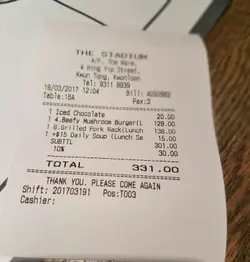 THE STADIUM
4/F, The Wave,
4 Hing Yip Street,
Kwun Tong, Kwonloon
Tel: 9311 8939
18/03/2017 12:04 Bill:
Table:18A Pax:3
1 Iced Chocolate 20.00
1 4.Beefy Mushroom Burger(L 128.00
1 8.Grilled Pork Rack(Lunch 138.00
1 +$15 Daily Soup (Lunch Se 15.00
SUBTTL 301.00
10% 30.00
TOTAL 331.00
THANK YOU, PLEASE COME AGAIN
Shift: 201703191 Pos:T003
Cashier: